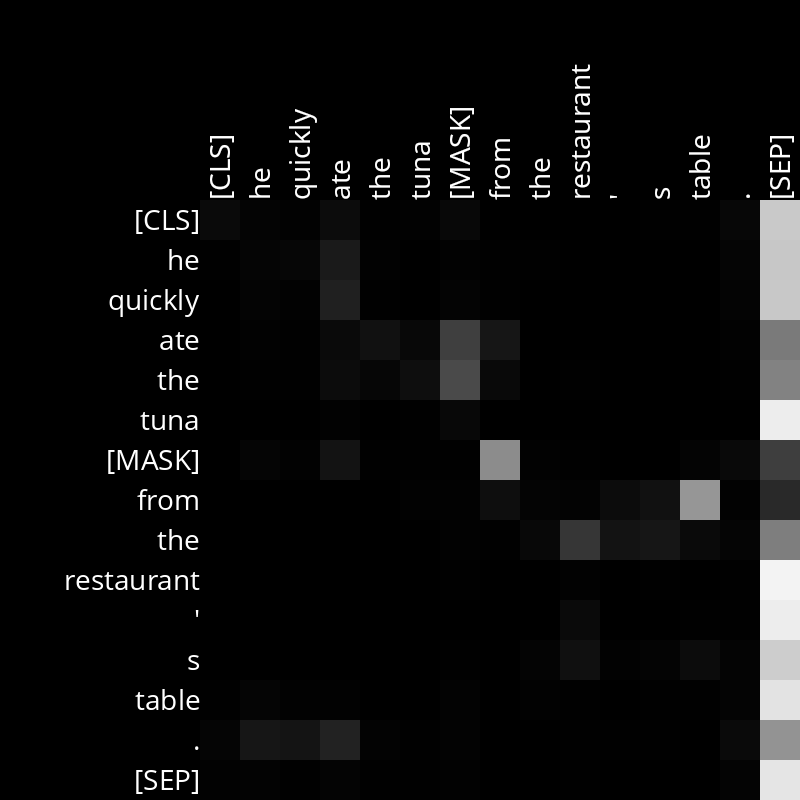 [CLS] he quickly ate the tuna [MASK] from the restaurant ' s table . [SEP]
[CLS]
he
quickly
ate
the
tuna
[MASK]
from
the
restaurant
'
s
table
.
[SEP]